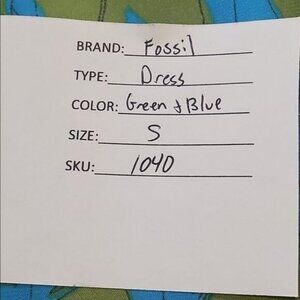 BRAND: Fossil
TYPE: Dress
COLOR: Green & Blue
SIZE: S
SKU: 1040